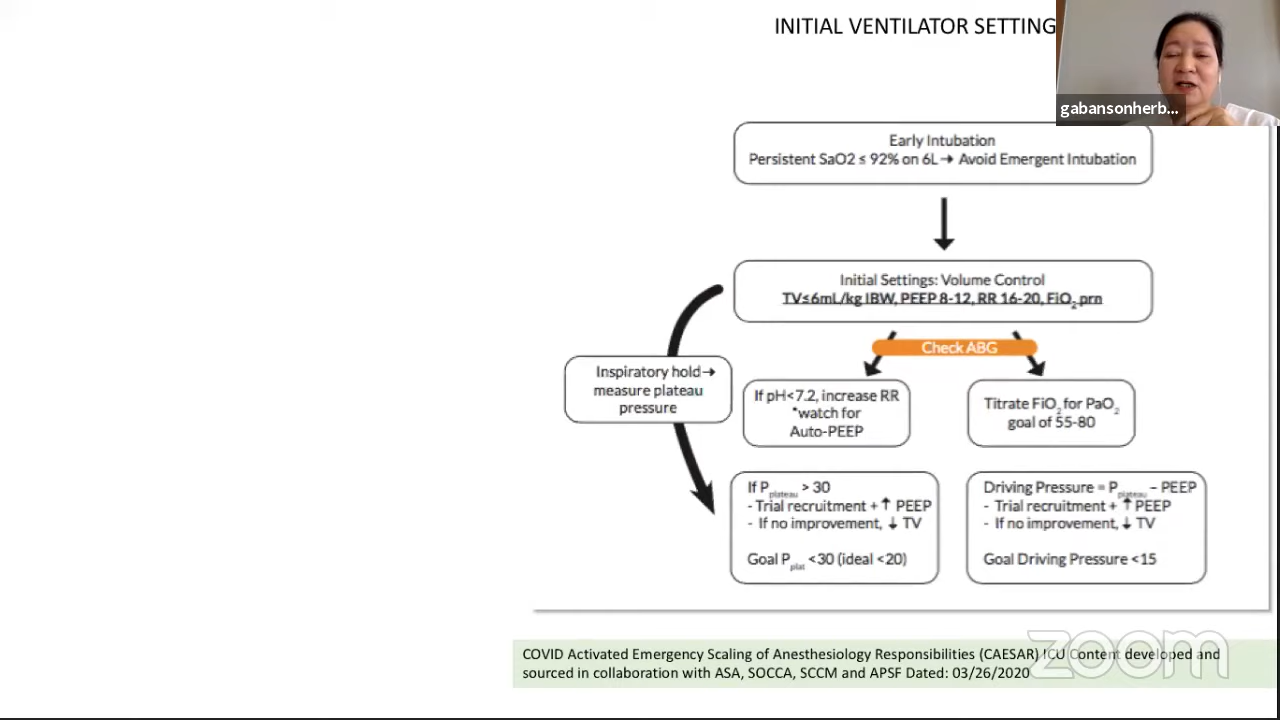 INITIAL VENTILATOR SETTING
gabansonherb...
Early Intubation
Persistent SaO2 ≤ 92% on 6L→ Avoid Emergent Intubation
Initial Settings: Volume Control
TV≤6mL/kg IBW, PEEP 8-12, RR 16-20, FiO₂ prn
Check ABG
Inspiratory hold→
measure plateau
pressure
If pH<7.2, increase RR
*watch for
Auto-PEEP
Titrate FiO₂ for PaO₂
goal of 55-80
If Pplateau > 30
- Trial recruitment + ↑ PEEP
- If no improvement, ↓ TV
Goal Pplat <30 (ideal <20)
Driving Pressure = Pplateau – PEEP
- Trial recruitment + ↑ PEEP
- If no improvement, ↓ TV
Goal Driving Pressure <15
COVID Activated Emergency Scaling of Anesthesiology Responsibilities (CAESAR) ICU Content developed and
sourced in collaboration with ASA, SOCCA, SCCM and APSF Dated: 03/26/2020
zoom